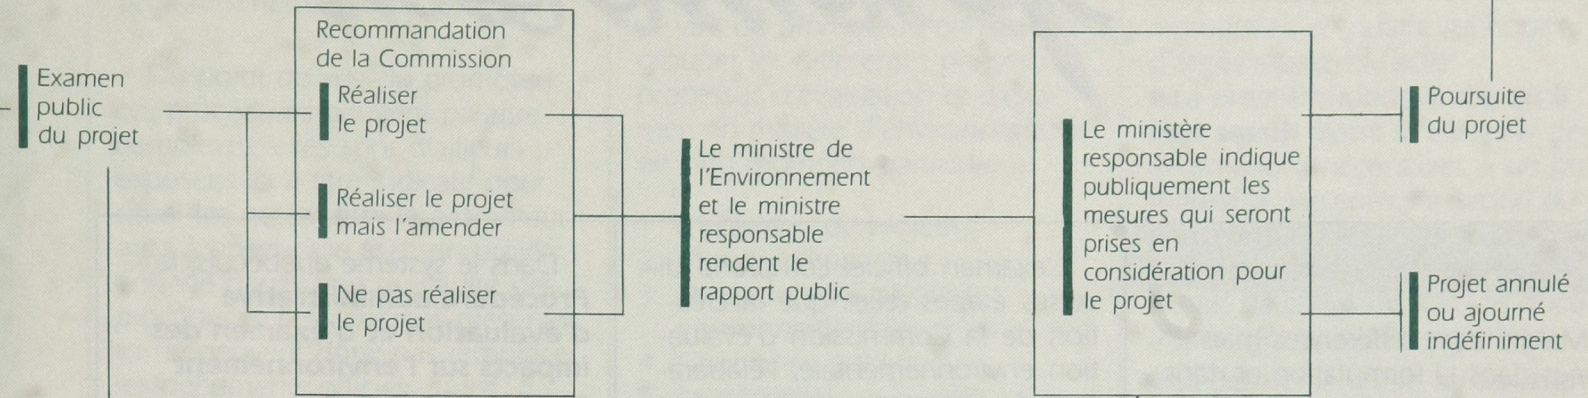 Examen
public
du projet
Recommandation
de la Commission
Réaliser
le projet
Réaliser le projet
mais l'amender
Ne pas réaliser
le projet
Le ministre de
l'Environnement
et le ministre
responsable
rendent le
rapport public
Le ministère
responsable indique
publiquement les
mesures qui seront
prises en
considération pour
le projet
Poursuite
du projet
Projet annulé
ou ajourné
indéfiniment